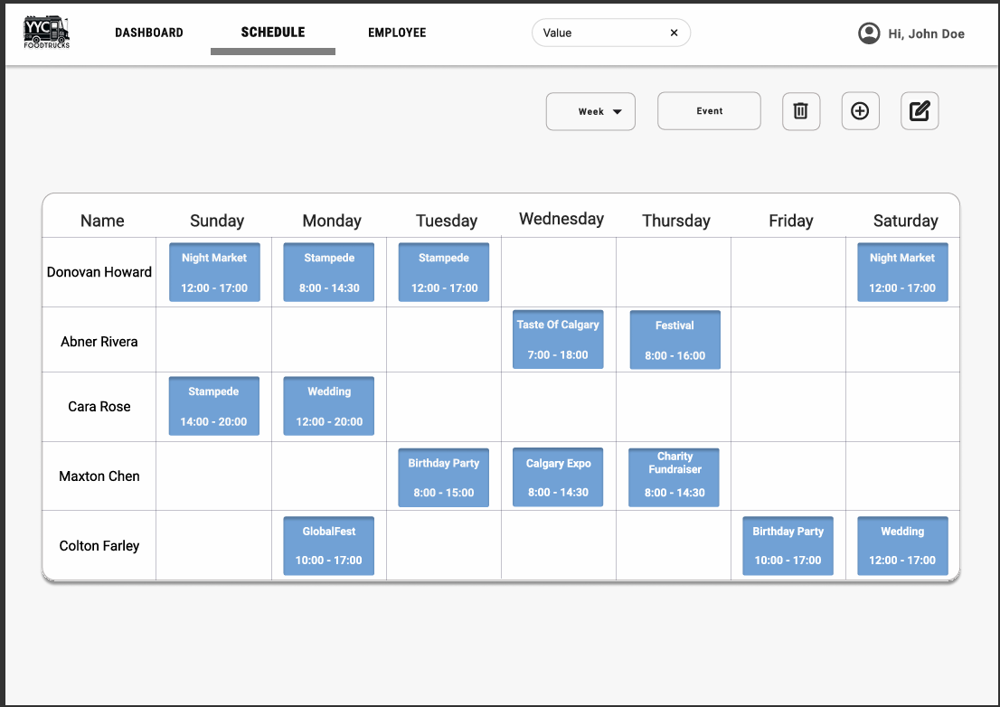 YYC
FOODTRUCKS
DASHBOARD
SCHEDULE
EMPLOYEE
Value
Hi, John Doe
Week
Event
Name
Sunday
Monday
Tuesday
Wednesday
Thursday
Friday
Saturday
Donovan Howard
Night Market
12:00 - 17:00
Stampede
8:00 - 14:30
Stampede
12:00 - 17:00
Night Market
12:00 - 17:00
Abner Rivera
Taste Of Calgary
7:00 - 18:00
Festival
8:00 - 16:00
Cara Rose
Stampede
14:00 - 20:00
Wedding
12:00 - 20:00
Maxton Chen
Birthday Party
8:00 - 15:00
Calgary Expo
8:00 - 14:30
Charity
Fundraiser
8:00 - 14:30
Colton Farley
GlobalFest
10:00 - 17:00
Birthday Party
10:00 - 17:00
Wedding
12:00 - 17:00